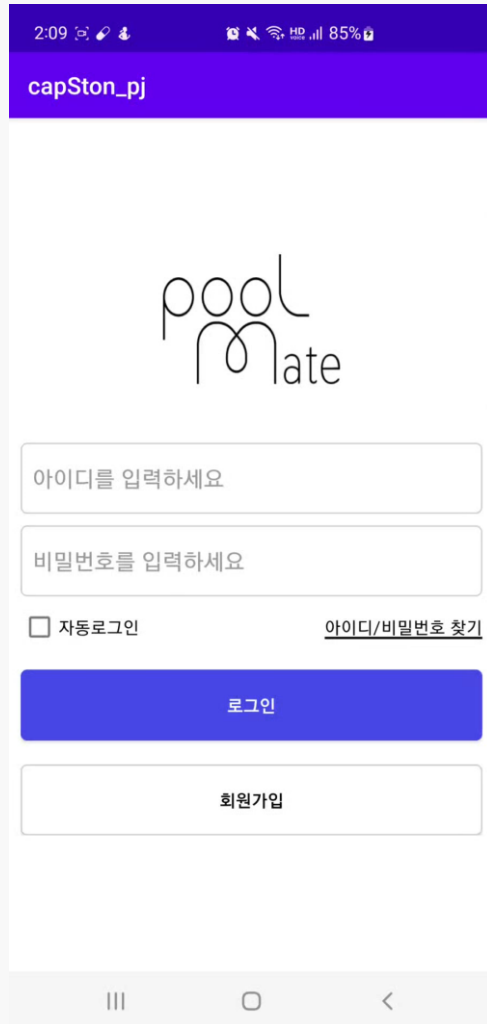 2:09 HD 85%
capSton_pj
pool
Mate
아이디를 입력하세요
비밀번호를 입력하세요
자동로그인 아이디/비밀번호 찾기
로그인
회원가입